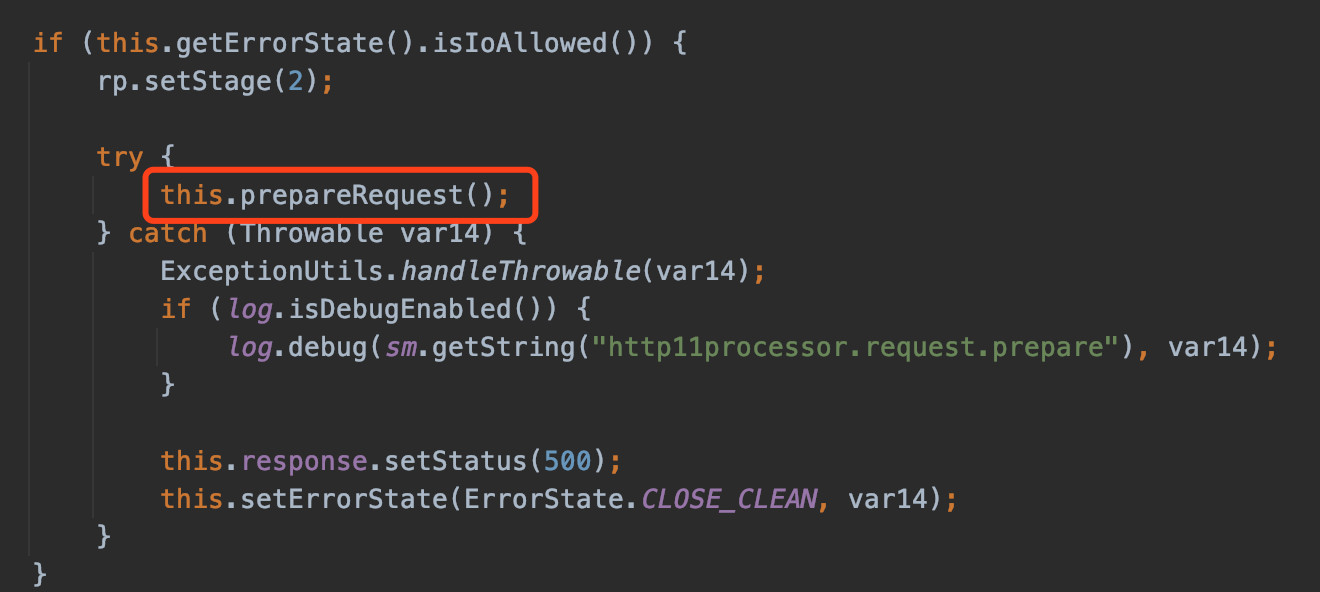 if (this.getErrorState().isIoAllowed()) {
    rp.setStage(2);

    try {
        this.prepareRequest();
    } catch (Throwable var14) {
        ExceptionUtils.handleThrowable(var14);
        if (log.isDebugEnabled()) {
            log.debug(sm.getString("http11processor.request.prepare"), var14);
        }

        this.response.setStatus(500);
        this.setErrorState(ErrorState.CLOSE_CLEAN, var14);
    }
}